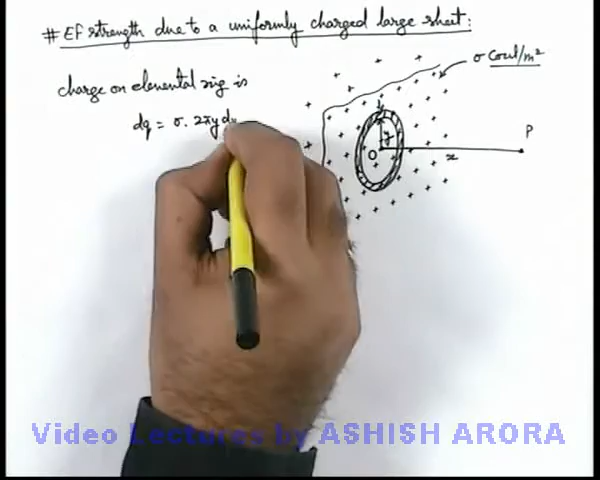 # EF strength due to a uniformly charged large sheet:
σ Coul/m²
charge on elemental ring is
dq = σ. 2πy dy
y
O
x
P
Video Lectures by ASHISH ARORA